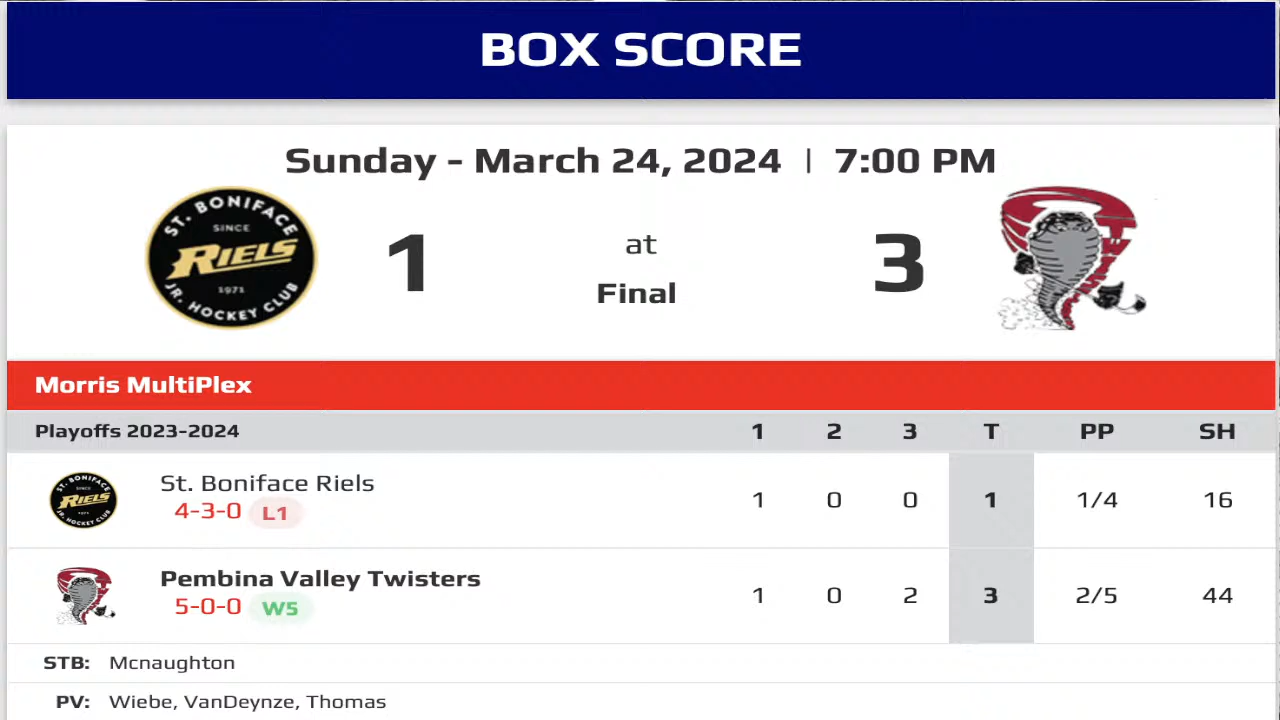 BOX SCORE
Sunday - March 24, 2024 | 7:00 PM
ST. BONIFACE
SINCE
RIELS
1971
JR. HOCKEY CLUB
1
at
Final
3
Morris MultiPlex
Playoffs 2023-2024 1 2 3 T PP SH
St. Boniface Riels
4-3-0 L1
1 0 0 1 1/4 16
Pembina Valley Twisters
5-0-0 W5
1 0 2 3 2/5 44
STB: Mcnaughton
PV: Wiebe, VanDeynze, Thomas